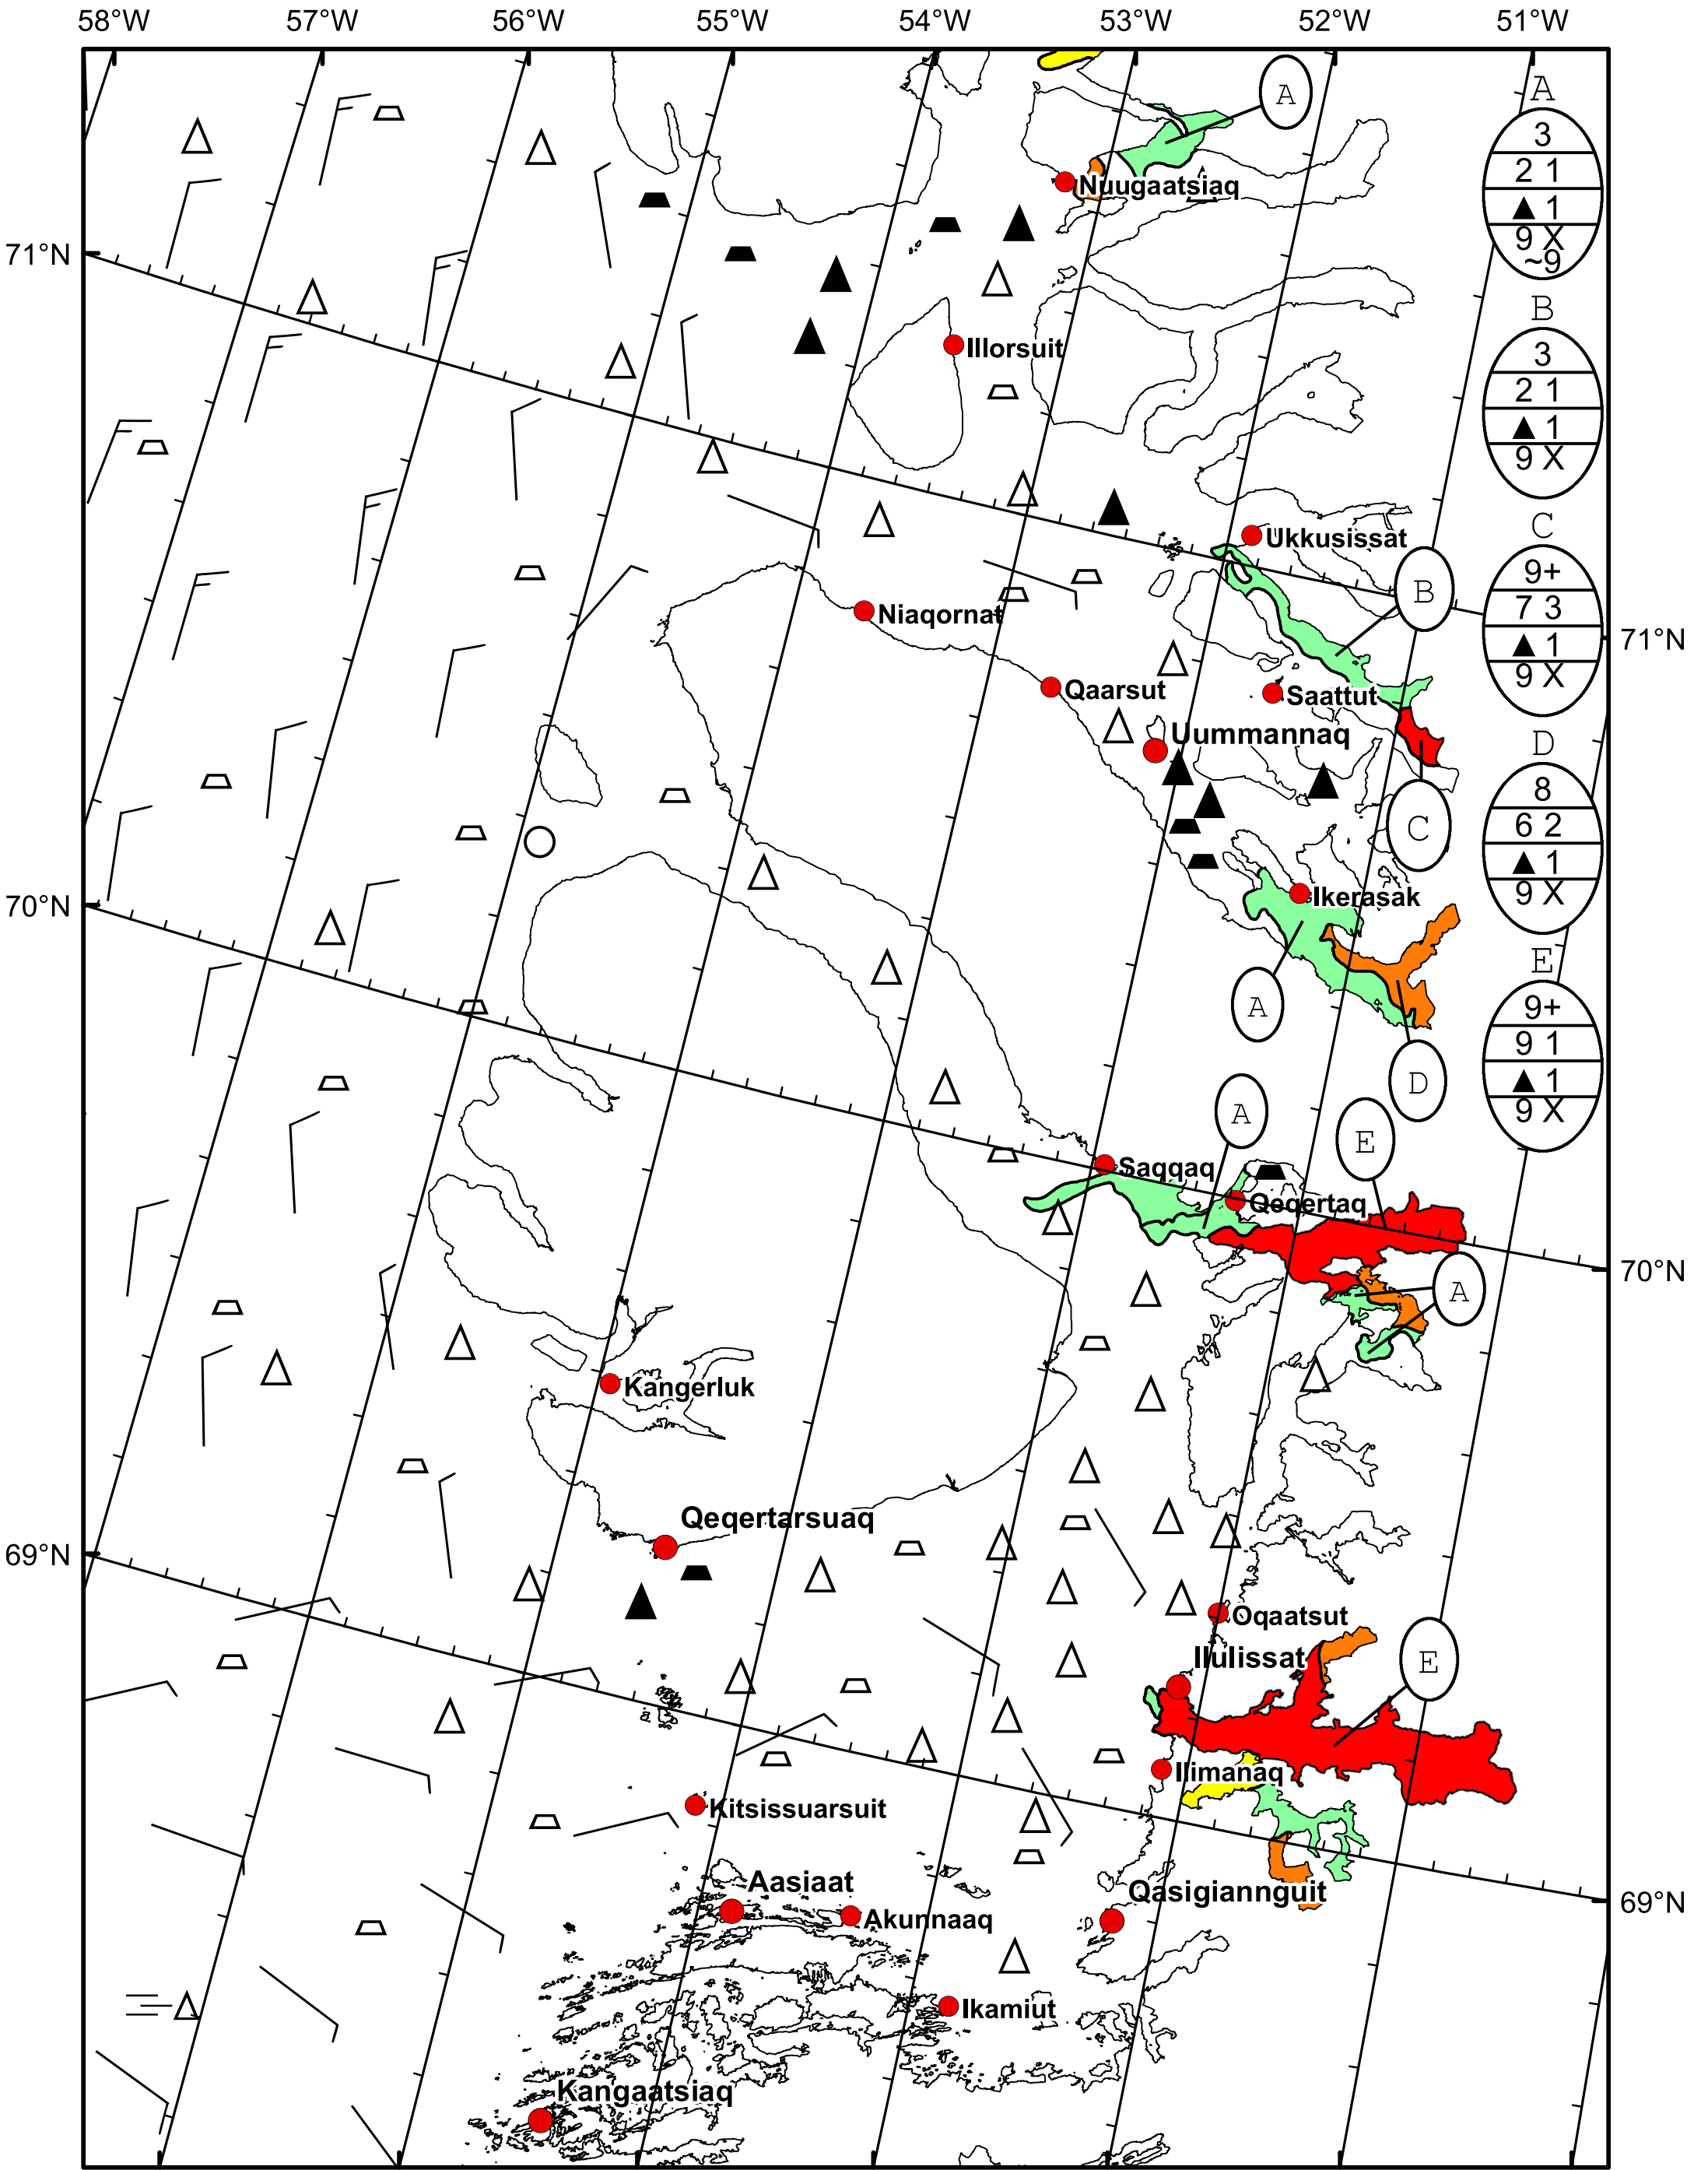 58°W 57°W 56°W 55°W 54°W 53°W 52°W 51°W
A
A
3
2 1
▲ 1
9 X
~9
Nuugaatsiaq
71°N
B
3
2 1
▲ 1
9 X
Illorsuit
C
9+
7 3
▲ 1
9 X
Ukkusissat
B
Niaqornat
71°N
Qaarsut
Saattut
Uummannaq
D
8
6 2
▲ 1
9 X
C
Ikerasak
70°N
E
9+
9 1
▲ 1
9 X
A
D
A
E
Saqqaq
Qeqertaq
70°N
A
Kangerluk
Qeqertarsuaq
69°N
Oqaatsut
Ilulissat
E
Ilimanaq
Kitsissuarsuit
Aasiaat
Qasigiannguit
69°N
Akunnaaq
Ikamiut
Kangaatsiaq